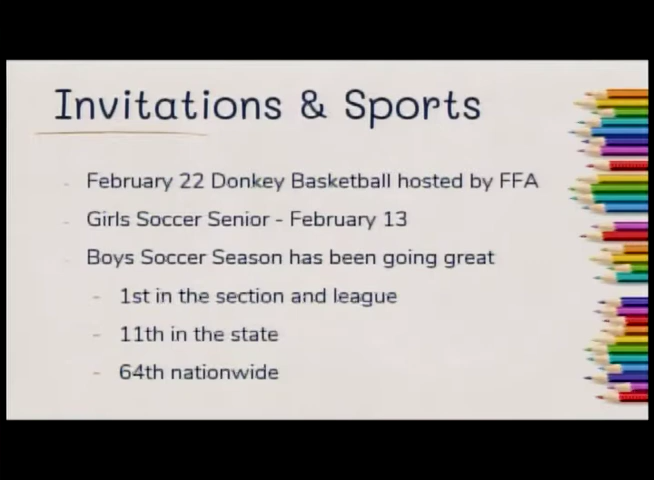 Invitations & Sports
- February 22 Donkey Basketball hosted by FFA
- Girls Soccer Senior - February 13
- Boys Soccer Season has been going great
- 1st in the section and league
- 11th in the state
- 64th nationwide